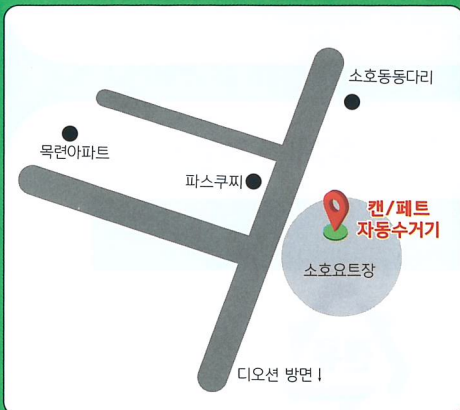 소호동동다리
목련아파트
파스쿠찌
캔/페트
자동수거기
소호요트장
디오션 방면↓